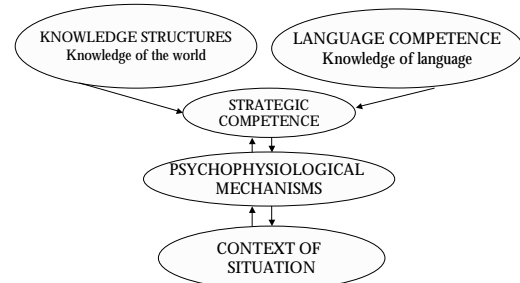 KNOWLEDGE STRUCTURES
Knowledge of the world
LANGUAGE COMPETENCE
Knowledge of language
STRATEGIC
COMPETENCE
PSYCHOPHYSIOLOGICAL
MECHANISMS
CONTEXT OF
SITUATION